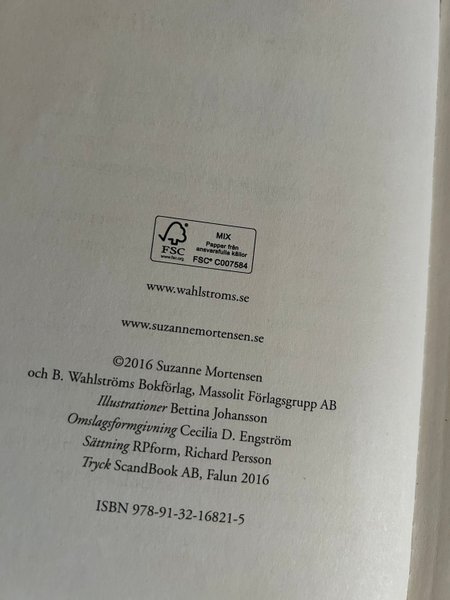 MIX
Papper från
ansvarsfulla källor
FSC® C007584
FSC
www.fsc.org
www.wahlstroms.se
www.suzannemortensen.se
©2016 Suzanne Mortensen
och B. Wahlströms Bokförlag, Massolit Förlagsgrupp AB
Illustrationer Bettina Johansson
Omslagsformgivning Cecilia D. Engström
Sättning RPform, Richard Persson
Tryck ScandBook AB, Falun 2016
ISBN 978-91-32-16821-5